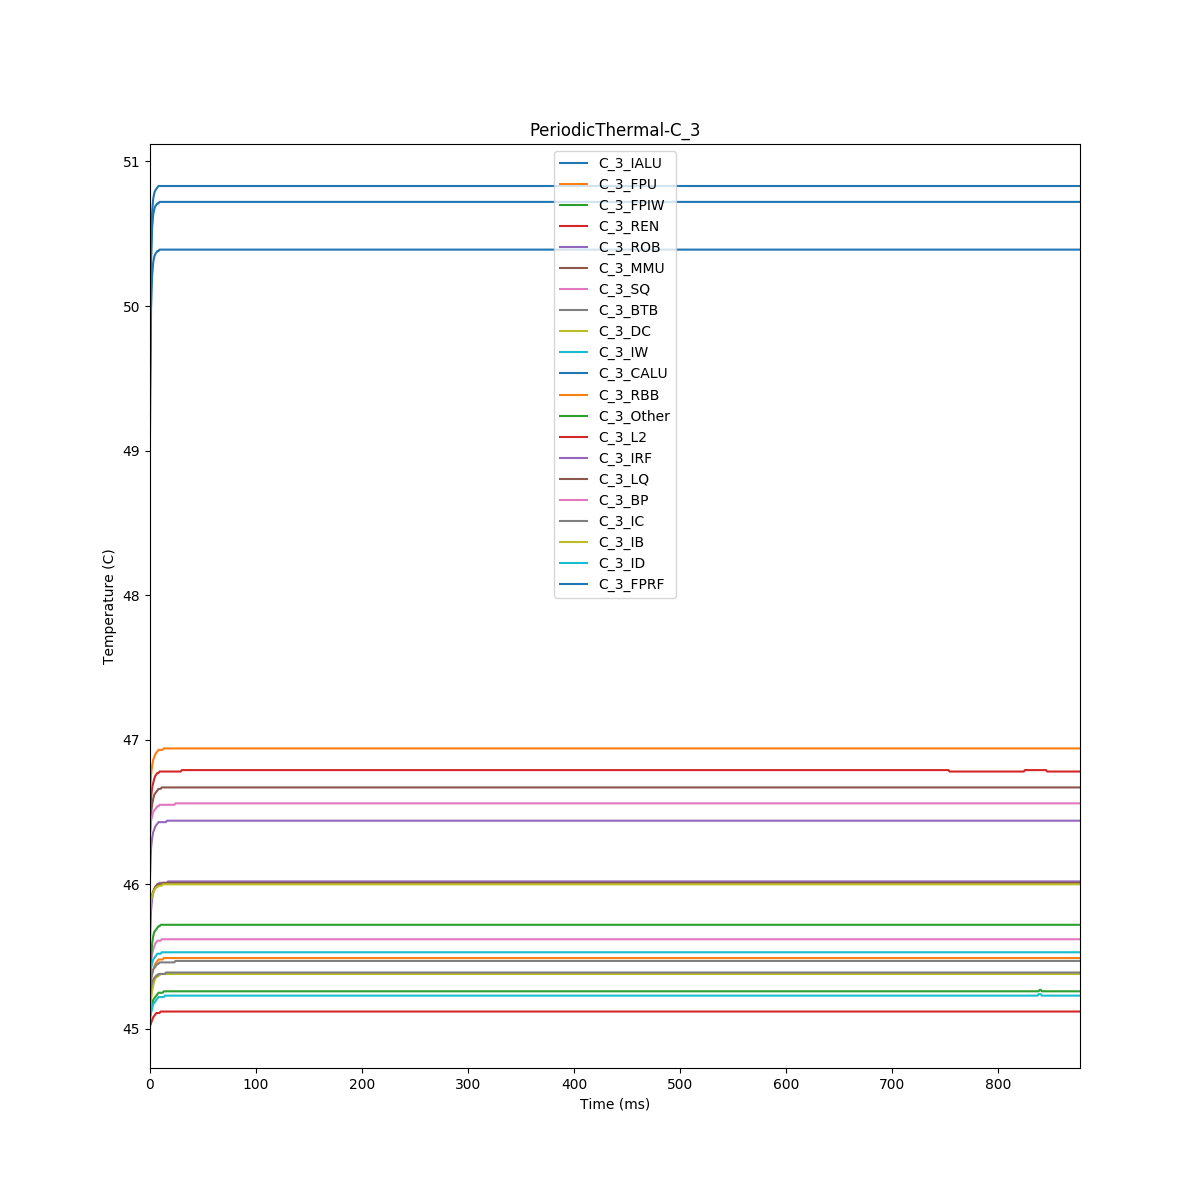 PeriodicThermal-C_3
51
50
49
48
47
46
45
Temperature (C)
C_3_IALU
C_3_FPU
C_3_FPIW
C_3_REN
C_3_ROB
C_3_MMU
C_3_SQ
C_3_BTB
C_3_DC
C_3_IW
C_3_CALU
C_3_RBB
C_3_Other
C_3_L2
C_3_IRF
C_3_LQ
C_3_BP
C_3_IC
C_3_IB
C_3_ID
C_3_FPRF
0 100 200 300 400 500 600 700 800
Time (ms)